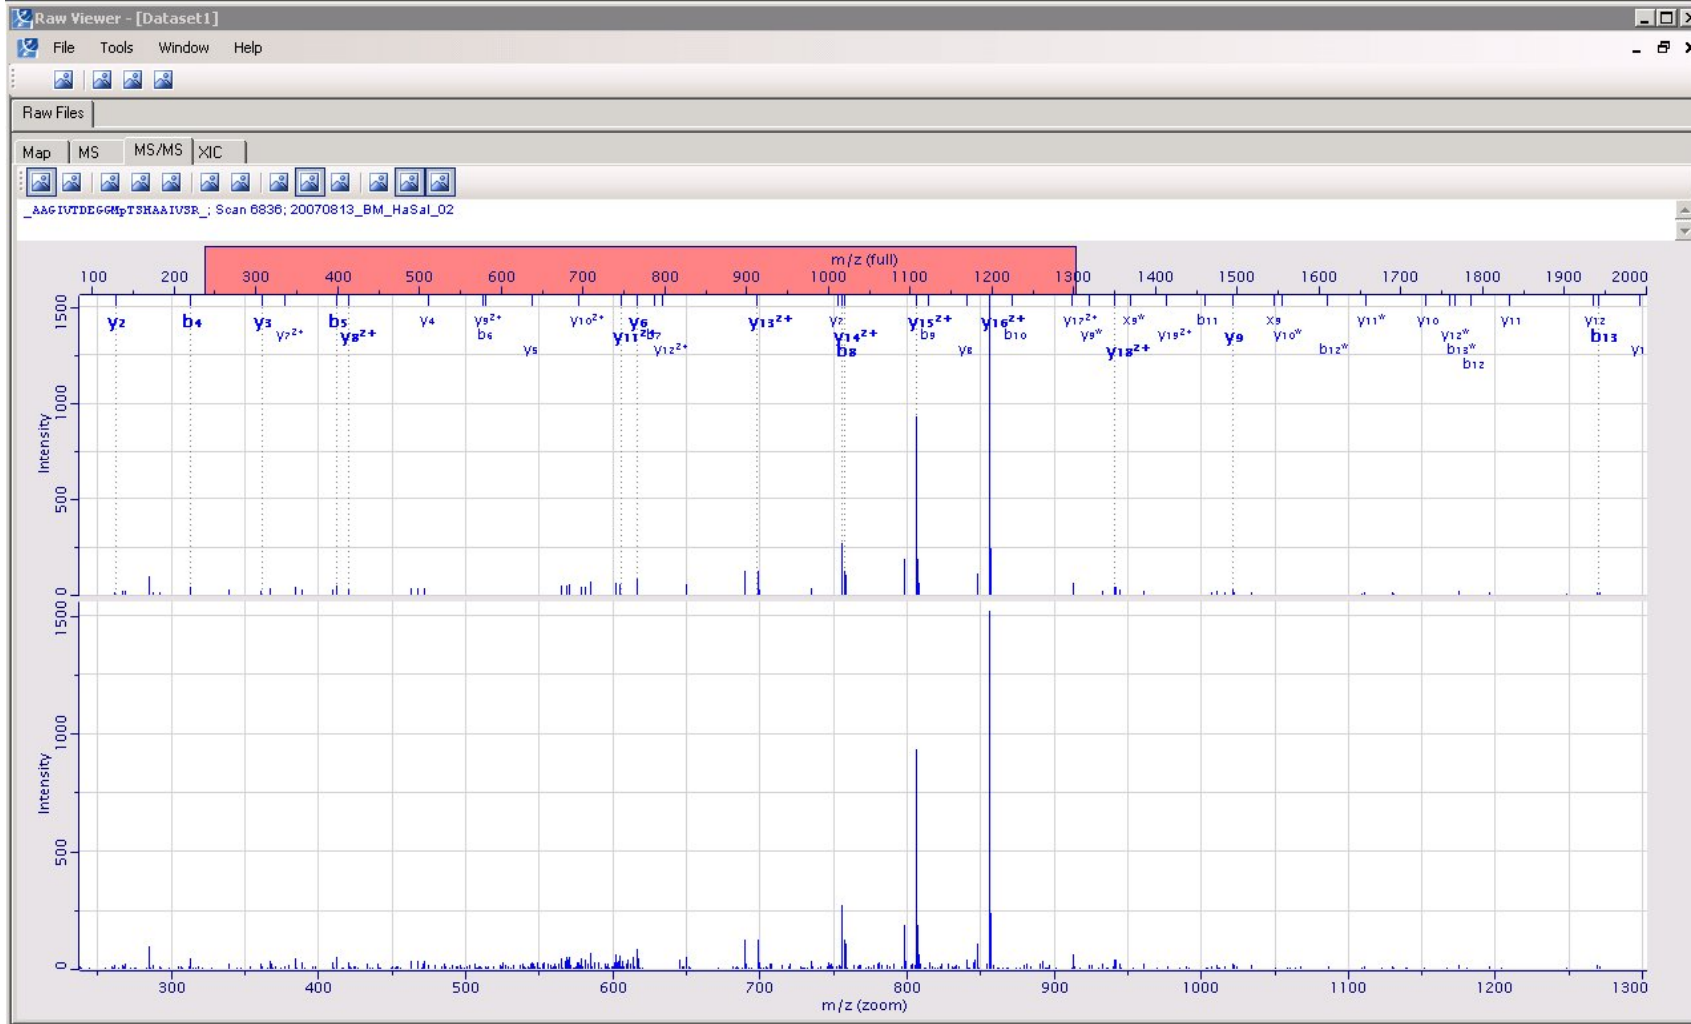 Raw Viewer - [Dataset1]
File Tools Window Help
Raw Files
Map MS MS/MS XIC
_AAGIVTDEGGMpTSHAAIVSR_; Scan 6836; 20070813_BM_HaSal_02
m/z (full)
100 200 300 400 500 600 700 800 900 1000 1100 1200 1300 1400 1500 1600 1700 1800 1900 2000
y2 b4 y3 b5 y4 y9²⁺ y10²⁺ y6 y13²⁺ y7 y15²⁺ y16²⁺ y17²⁺ x9* b11 x9 y11* y10 y11 y12
y7²⁺ y8²⁺ b6 y11²⁺ b7 y14²⁺ b9 b10 y9* y19²⁺ y9 y10* y12* b13
y5 y12²⁺ b8 y8 y18²⁺ b12* b13* y1
b12
Intensity
1500
1000
500
0
Intensity
1500
1000
500
0
300 400 500 600 700 800 900 1000 1100 1200 1300
m/z (zoom)